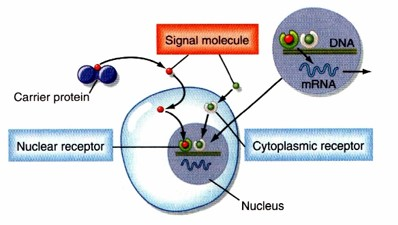 Signal molecule
DNA
mRNA
Carrier protein
Nuclear receptor
Cytoplasmic receptor
Nucleus